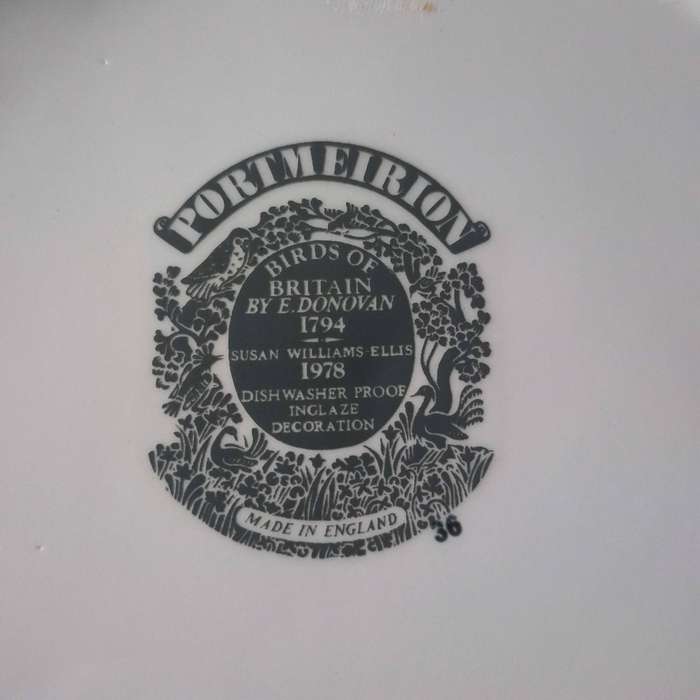 PORTMEIRION
BIRDS OF
BRITAIN
BY E. DONOVAN
1794
SUSAN WILLIAMS-ELLIS
1978
DISHWASHER PROOF
INGLAZE
DECORATION
MADE IN ENGLAND
36